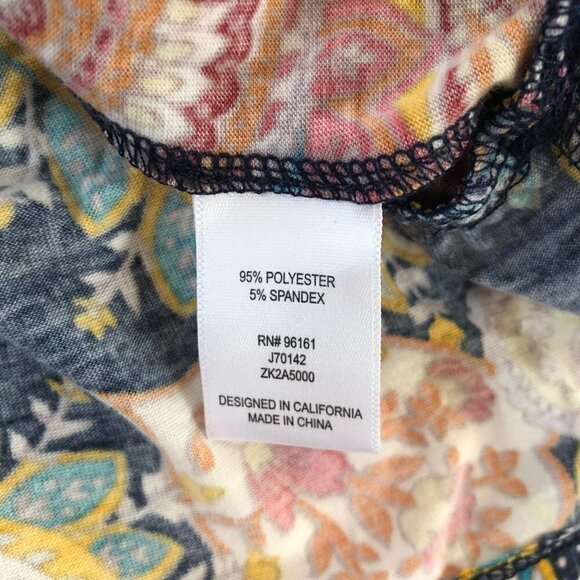 95% POLYESTER
5% SPANDEX
RN# 96161
J70142
ZK2A5000
DESIGNED IN CALIFORNIA
MADE IN CHINA